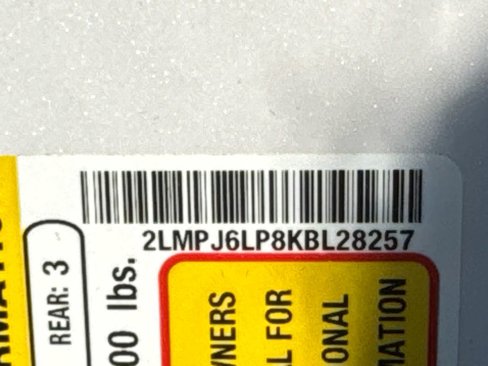 2LMPJ6LP8KBL28257
REAR: 3
00 lbs.
WNERS
L FOR
ONAL
MATION